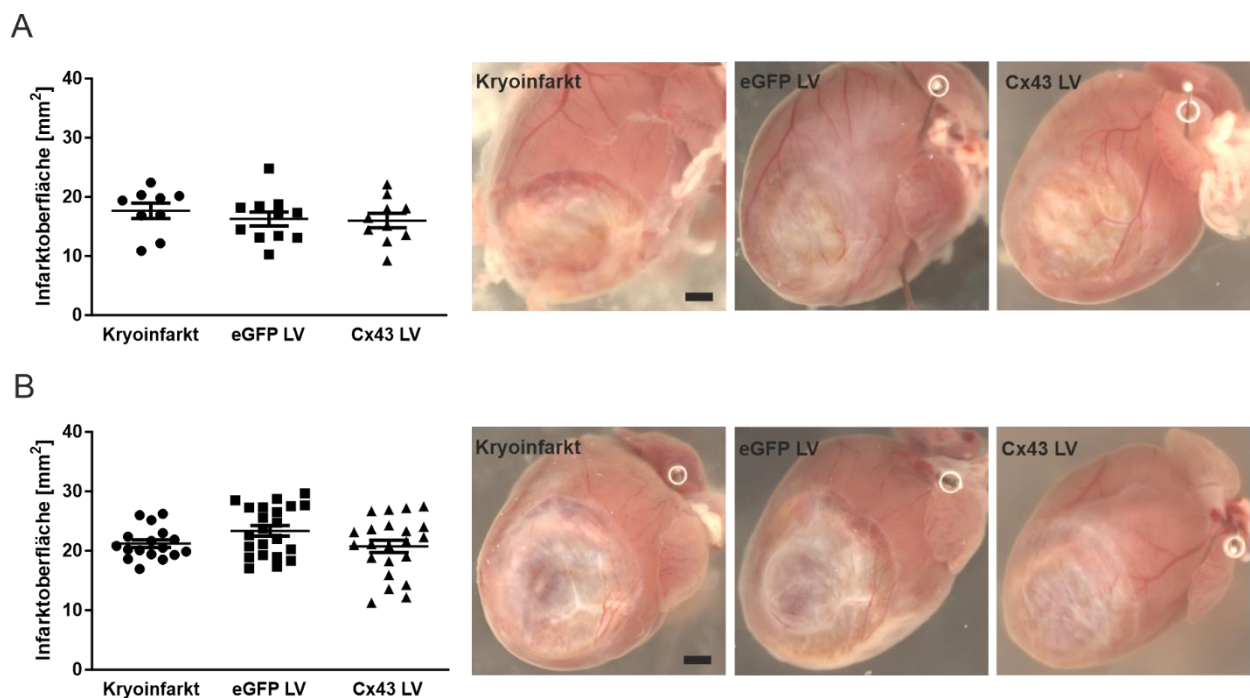 A
Infarktoberfläche [mm²]
40
30
20
10
0
Kryoinfarkt
eGFP LV
Cx43 LV
Kryoinfarkt
eGFP LV
Cx43 LV
B
Infarktoberfläche [mm²]
40
30
20
10
0
Kryoinfarkt
eGFP LV
Cx43 LV
Kryoinfarkt
eGFP LV
Cx43 LV